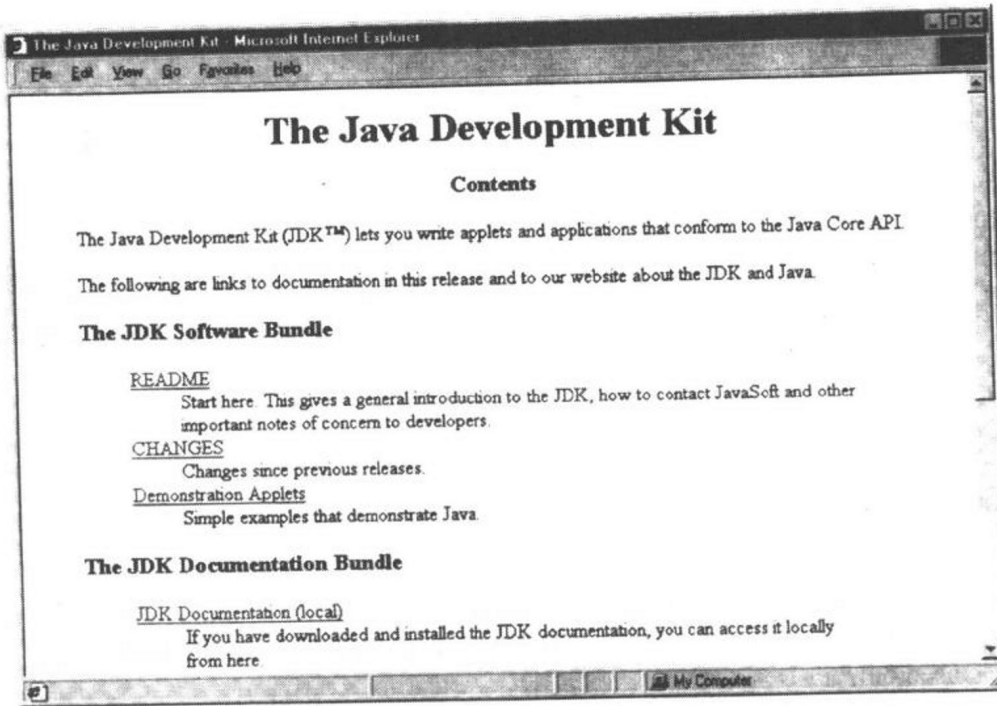 The Java Development Kit - Microsoft Internet Explorer
File Edit View Go Favorites Help
The Java Development Kit
Contents
The Java Development Kit (JDK™) lets you write applets and applications that conform to the Java Core API.
The following are links to documentation in this release and to our website about the JDK and Java.
The JDK Software Bundle
README
Start here. This gives a general introduction to the JDK, how to contact JavaSoft and other
important notes of concern to developers.
CHANGES
Changes since previous releases.
Demonstration Applets
Simple examples that demonstrate Java.
The JDK Documentation Bundle
JDK Documentation (local)
If you have downloaded and installed the JDK documentation, you can access it locally
from here.
My Computer